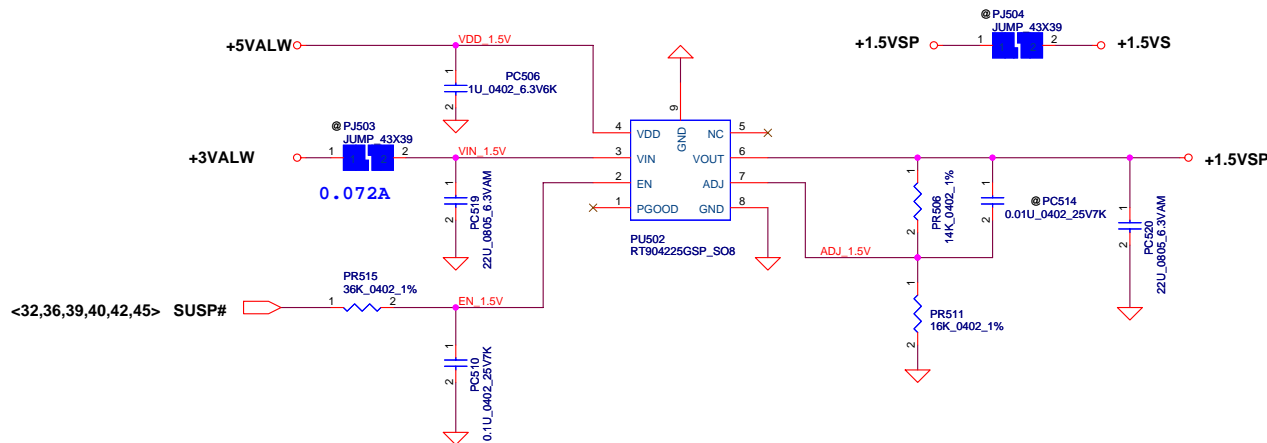 +5VALW
VDD_1.5V
1
PC506
1U_0402_6.3V6K
2
@ PJ503
JUMP_43X39
+3VALW
1
1 2
2
VIN_1.5V
0.072A
1
PC519
22U_0805_6.3VAM
2
9
GND
4 VDD
3 VIN
2 EN
1 PGOOD
NC 5
VOUT 6
ADJ 7
GND 8
PU502
RT904225GSP_SO8
@ PJ504
JUMP_43X39
+1.5VSP
1
1 2
2
+1.5VS
+1.5VSP
1
PR506
14K_0402_1%
2
1
@PC514
0.01U_0402_25V7K
2
1
PC520
22U_0805_6.3VAM
2
ADJ_1.5V
1
PR511
16K_0402_1%
2
PR515
36K_0402_1%
<32,36,39,40,42,45> SUSP#
1
2
EN_1.5V
1
PC510
0.1U_0402_25V7K
2